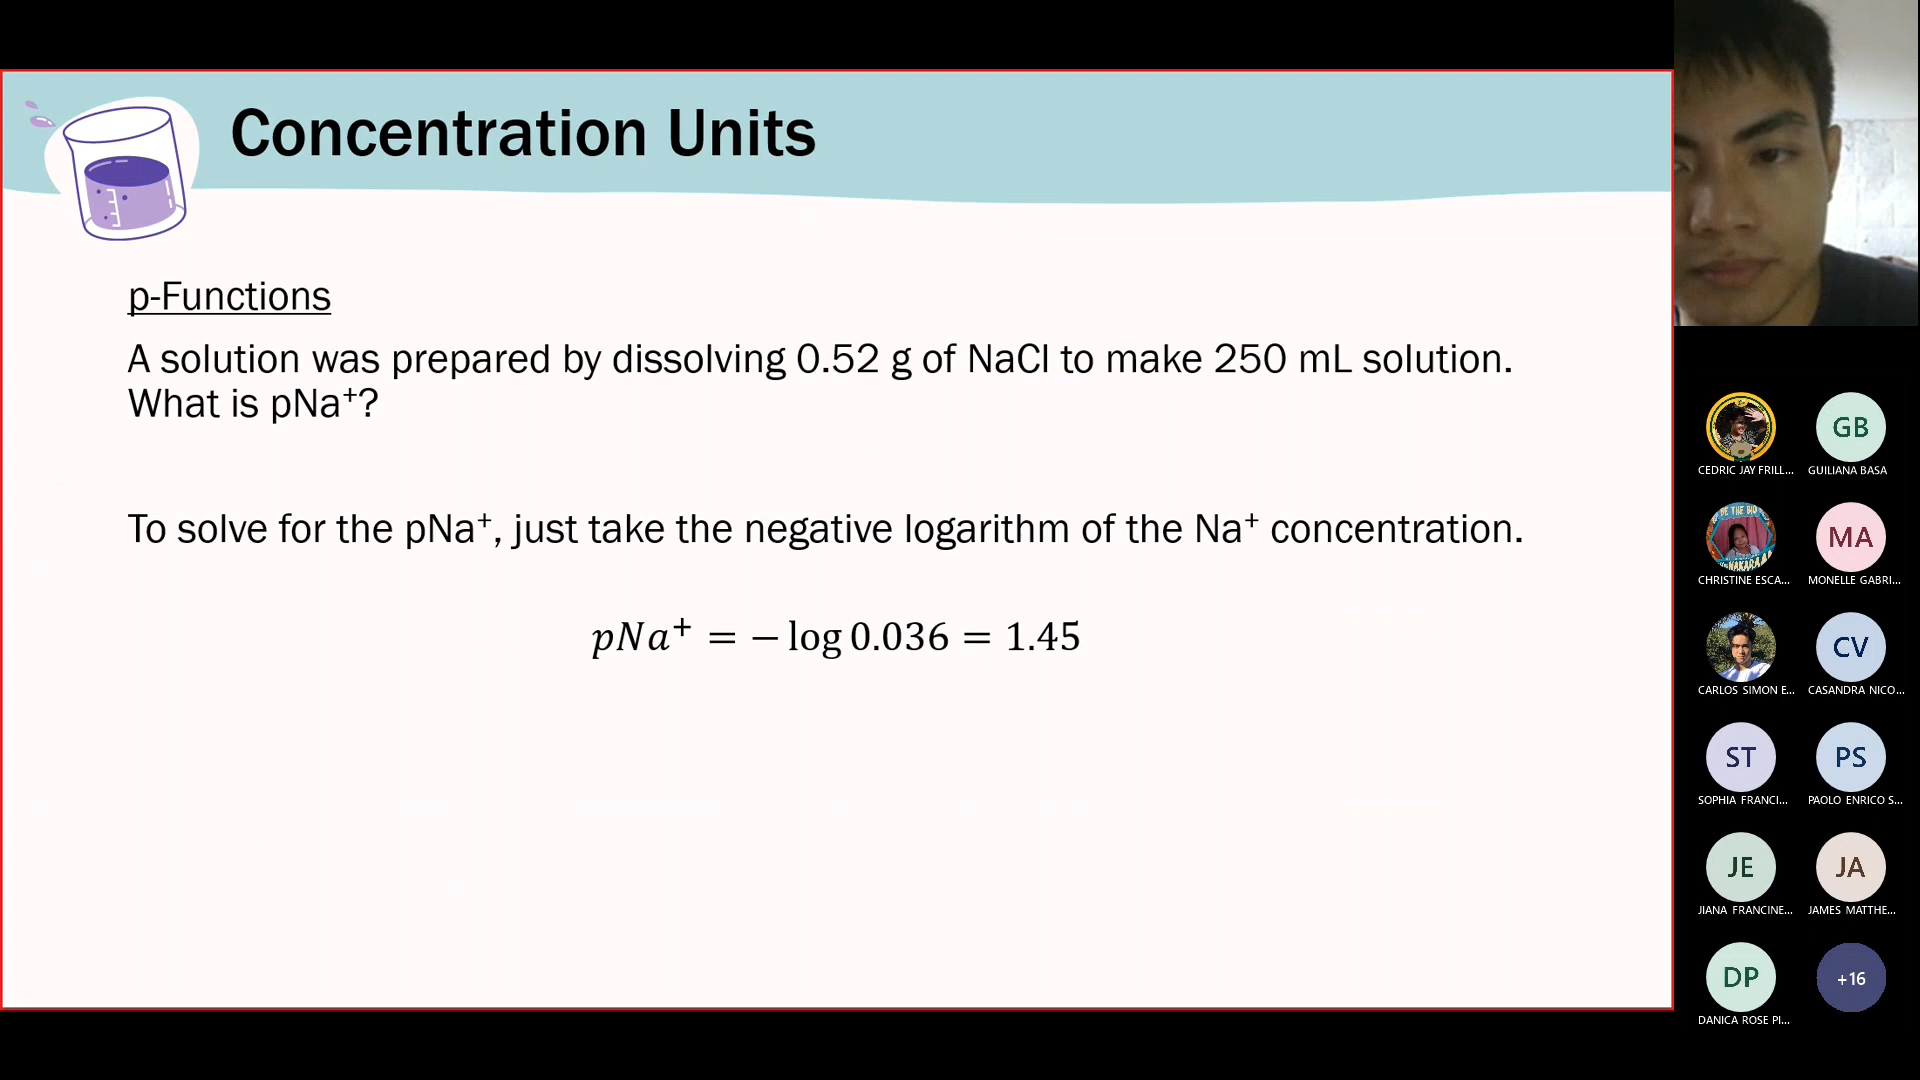 Concentration Units
p-Functions
A solution was prepared by dissolving 0.52 g of NaCl to make 250 mL solution.
What is pNa⁺?
To solve for the pNa⁺, just take the negative logarithm of the Na⁺ concentration.
pNa⁺ = − log 0.036 = 1.45
CEDRIC JAY FRILL...
GB
GUILIANA BASA
CHRISTINE ESCA...
MA
MONELLE GABRI...
CARLOS SIMON E...
CV
CASANDRA NICO...
ST
SOPHIA FRANCI...
PS
PAOLO ENRICO S...
JE
JIANA FRANCINE...
JA
JAMES MATTHE...
DP
DANICA ROSE PI...
+16